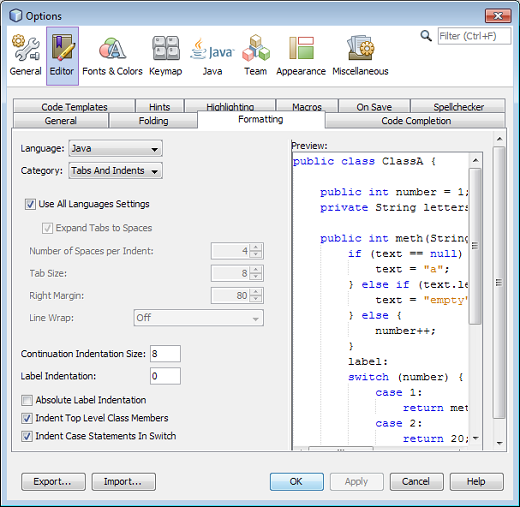 Options
Filter (Ctrl+F)
General Editor Fonts & Colors Keymap Java Team Appearance Miscellaneous
Code Templates Hints Highlighting Macros On Save Spellchecker
General Folding Formatting Code Completion
Language: Java
Category: Tabs And Indents
Use All Languages Settings
Expand Tabs to Spaces
Number of Spaces per Indent: 4
Tab Size: 8
Right Margin: 80
Line Wrap: Off
Continuation Indentation Size: 8
Label Indentation: 0
Absolute Label Indentation
Indent Top Level Class Members
Indent Case Statements In Switch
Preview:
public class ClassA {
public int number = 1;
private String letters
public int meth(String
if (text == null)
text = "a";
} else if (text.le
text = "empty"
} else {
number++;
}
label:
switch (number) {
case 1:
return met
case 2:
return 20;
Export... Import... OK Apply Cancel Help